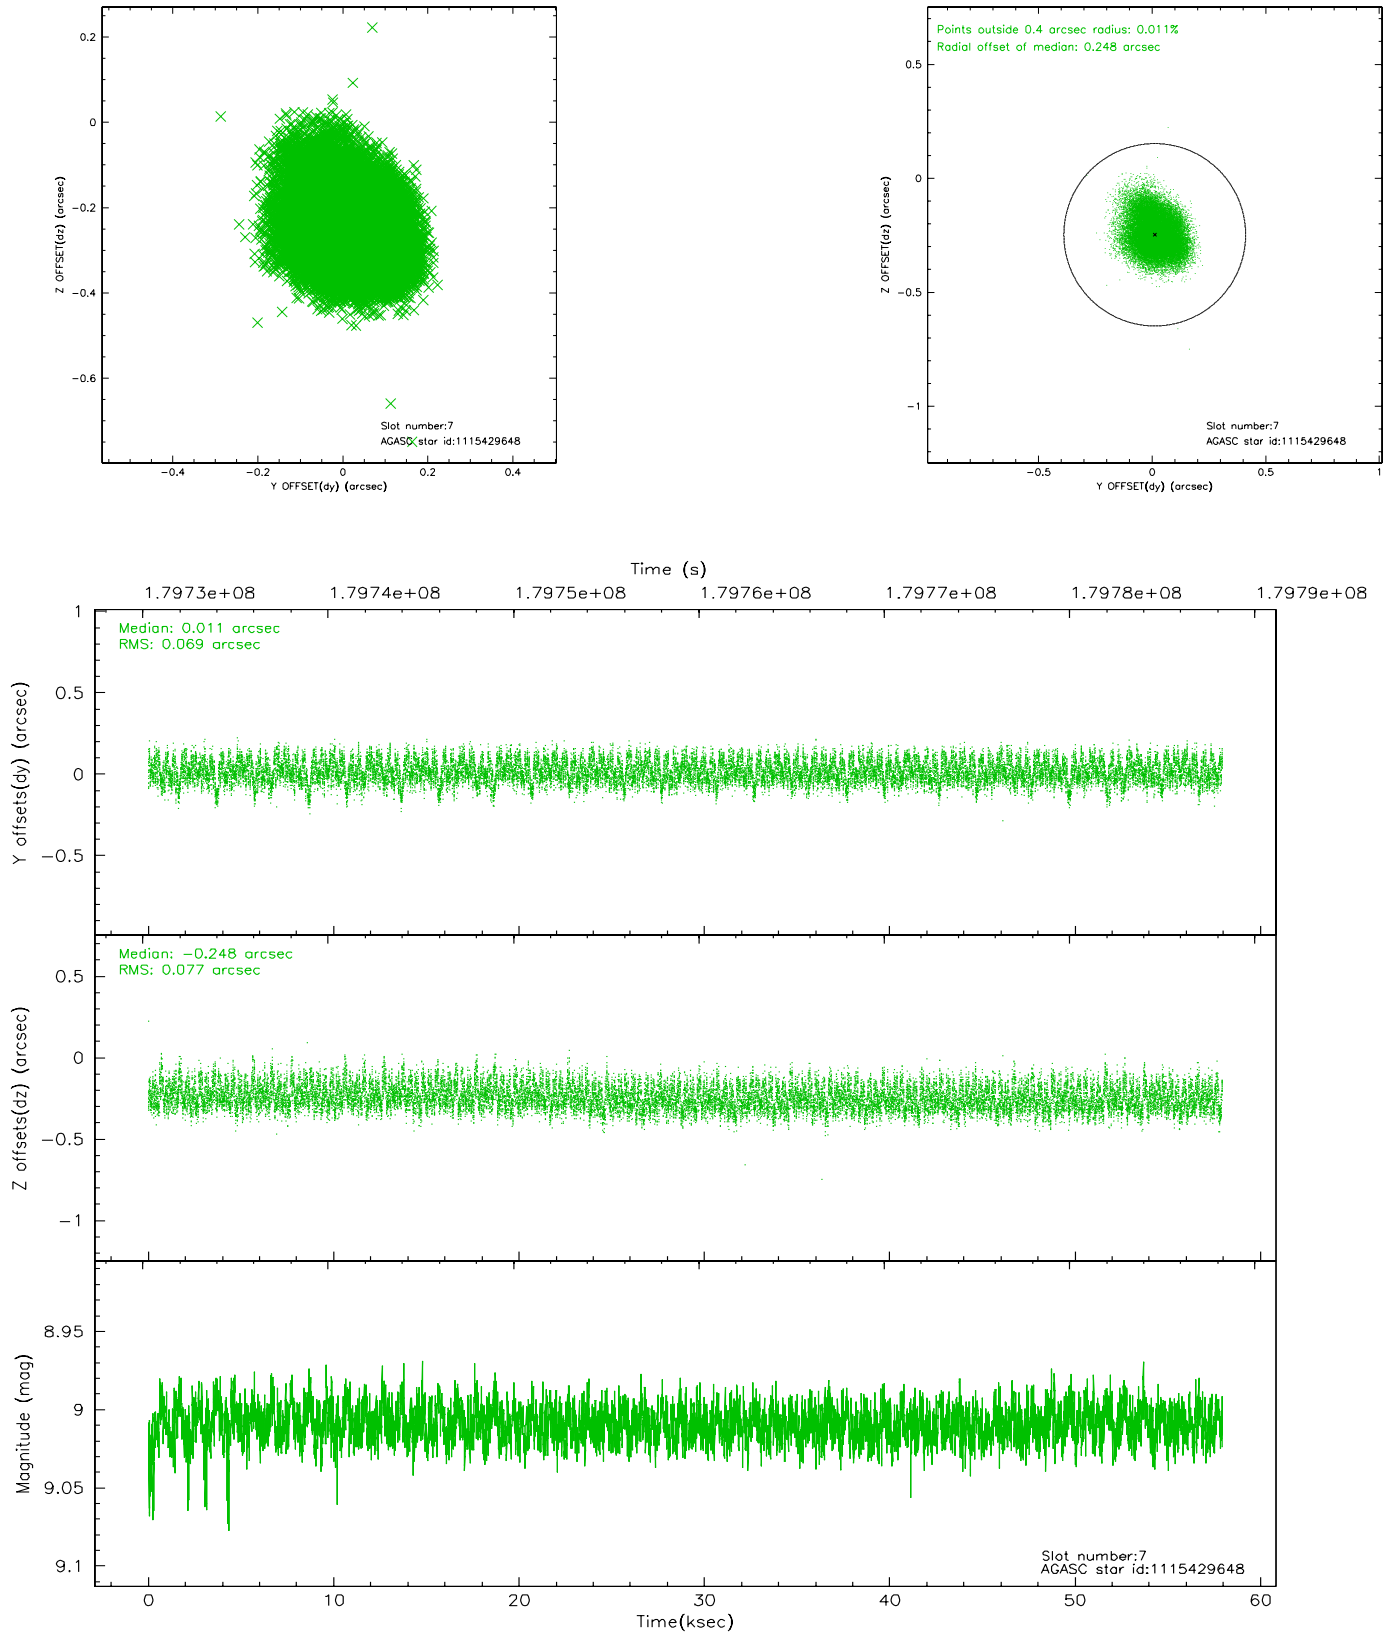 0.2
0
−0.2
−0.4
−0.6
Z OFFSET(dz) (arcsec)
Slot number:7
AGASC star id:1115429648
−0.4 −0.2 0 0.2 0.4
Y OFFSET(dy) (arcsec)
Points outside 0.4 arcsec radius: 0.011%
Radial offset of median: 0.248 arcsec
0.5
0
−0.5
−1
Z OFFSET(dz) (arcsec)
Slot number:7
AGASC star id:1115429648
−0.5 0 0.5 1
Y OFFSET(dy) (arcsec)
Time (s)
1.7973e+08 1.7974e+08 1.7975e+08 1.7976e+08 1.7977e+08 1.7978e+08 1.7979e+08
Median: 0.011 arcsec
RMS: 0.069 arcsec
1
0.5
0
−0.5
Y offsets(dy) (arcsec)
Median: −0.248 arcsec
RMS: 0.077 arcsec
0.5
0
−0.5
−1
Z offsets(dz) (arcsec)
8.95
9
9.05
9.1
Magnitude (mag)
Slot number:7
AGASC star id:1115429648
0 10 20 30 40 50 60
Time(ksec)